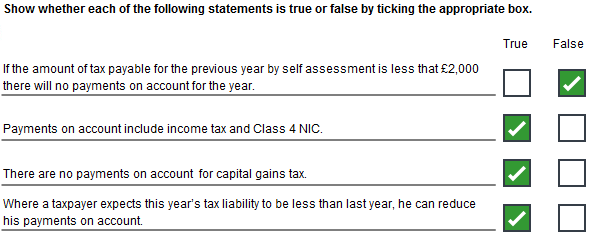 Show whether each of the following statements is true or false by ticking the appropriate box.
True False
If the amount of tax payable for the previous year by self assessment is less that £2,000
there will no payments on account for the year.
Payments on account include income tax and Class 4 NIC.
There are no payments on account for capital gains tax.
Where a taxpayer expects this year's tax liability to be less than last year, he can reduce
his payments on account.